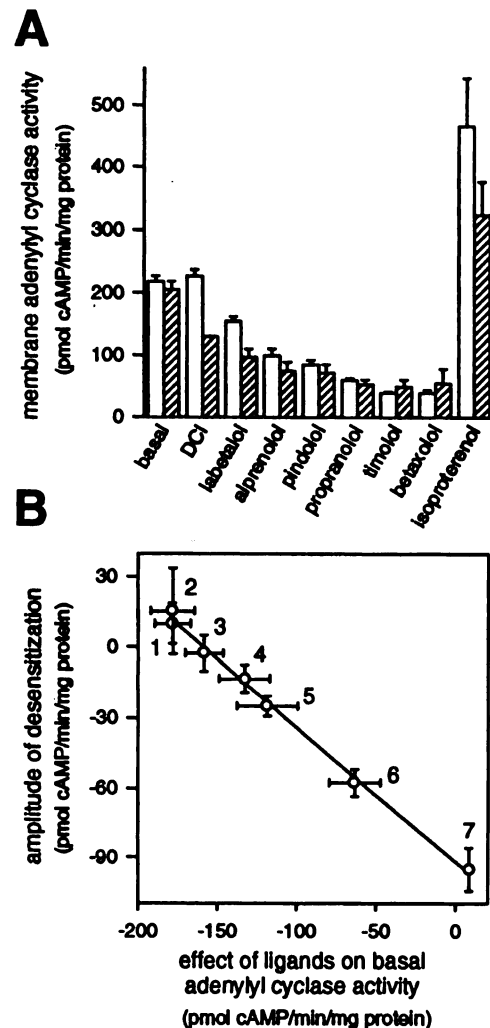 A
membrane adenylyl cyclase activity
(pmol cAMP/min/mg protein)
500
400
300
200
100
0
basal
DCI
labetalol
alprenolol
pindolol
propranolol
timolol
betaxolol
isoproterenol
B
amplitude of desensitization
(pmol cAMP/min/mg protein)
30
0
-30
-60
-90
2
1
3
4
5
6
7
-200
-150
-100
-50
0
effect of ligands on basal
adenylyl cyclase activity
(pmol cAMP/min/mg protein)